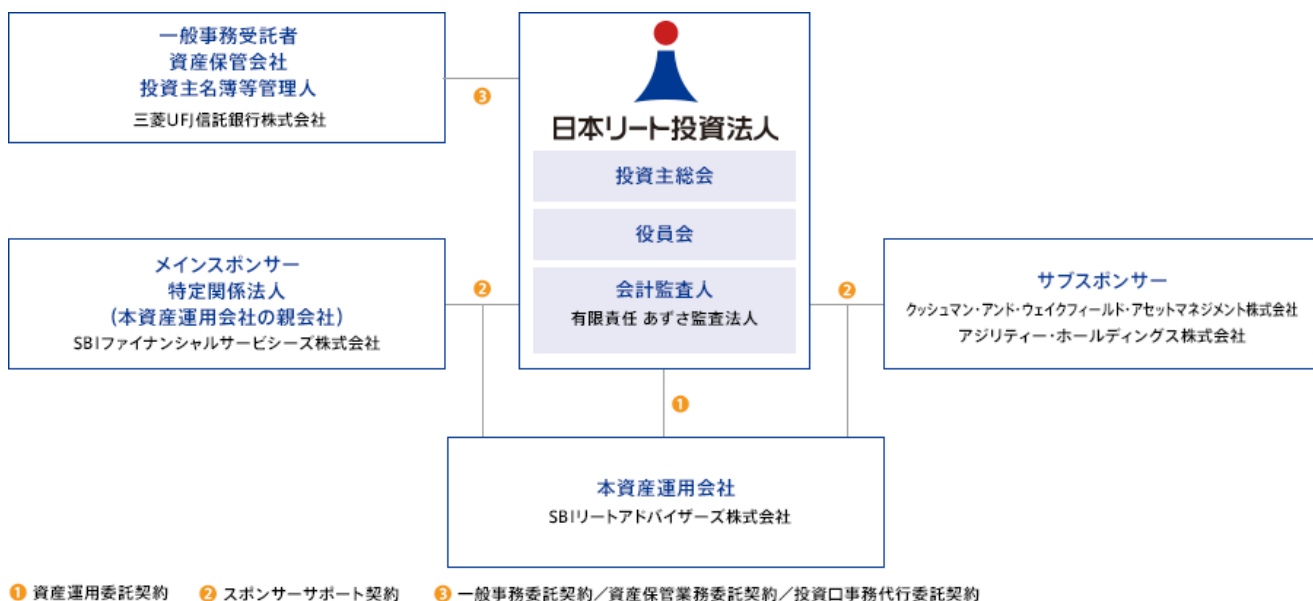 一般事務受託者
資産保管会社
投資主名簿等管理人
三菱UFJ信託銀行株式会社
3
日本リート投資法人
投資主総会
役員会
会計監査人
有限責任 あずさ監査法人
メインスポンサー
特定関係法人
(本資産運用会社の親会社)
SBIファイナンシャルサービシーズ株式会社
2
2
サブスポンサー
クッシュマン・アンド・ウェイクフィールド・アセットマネジメント株式会社
アジリティー・ホールディングス株式会社
1
本資産運用会社
SBIリートアドバイザーズ株式会社
1 資産運用委託契約 2 スポンサーサポート契約 3 一般事務委託契約/資産保管業務委託契約/投資口事務代行委託契約